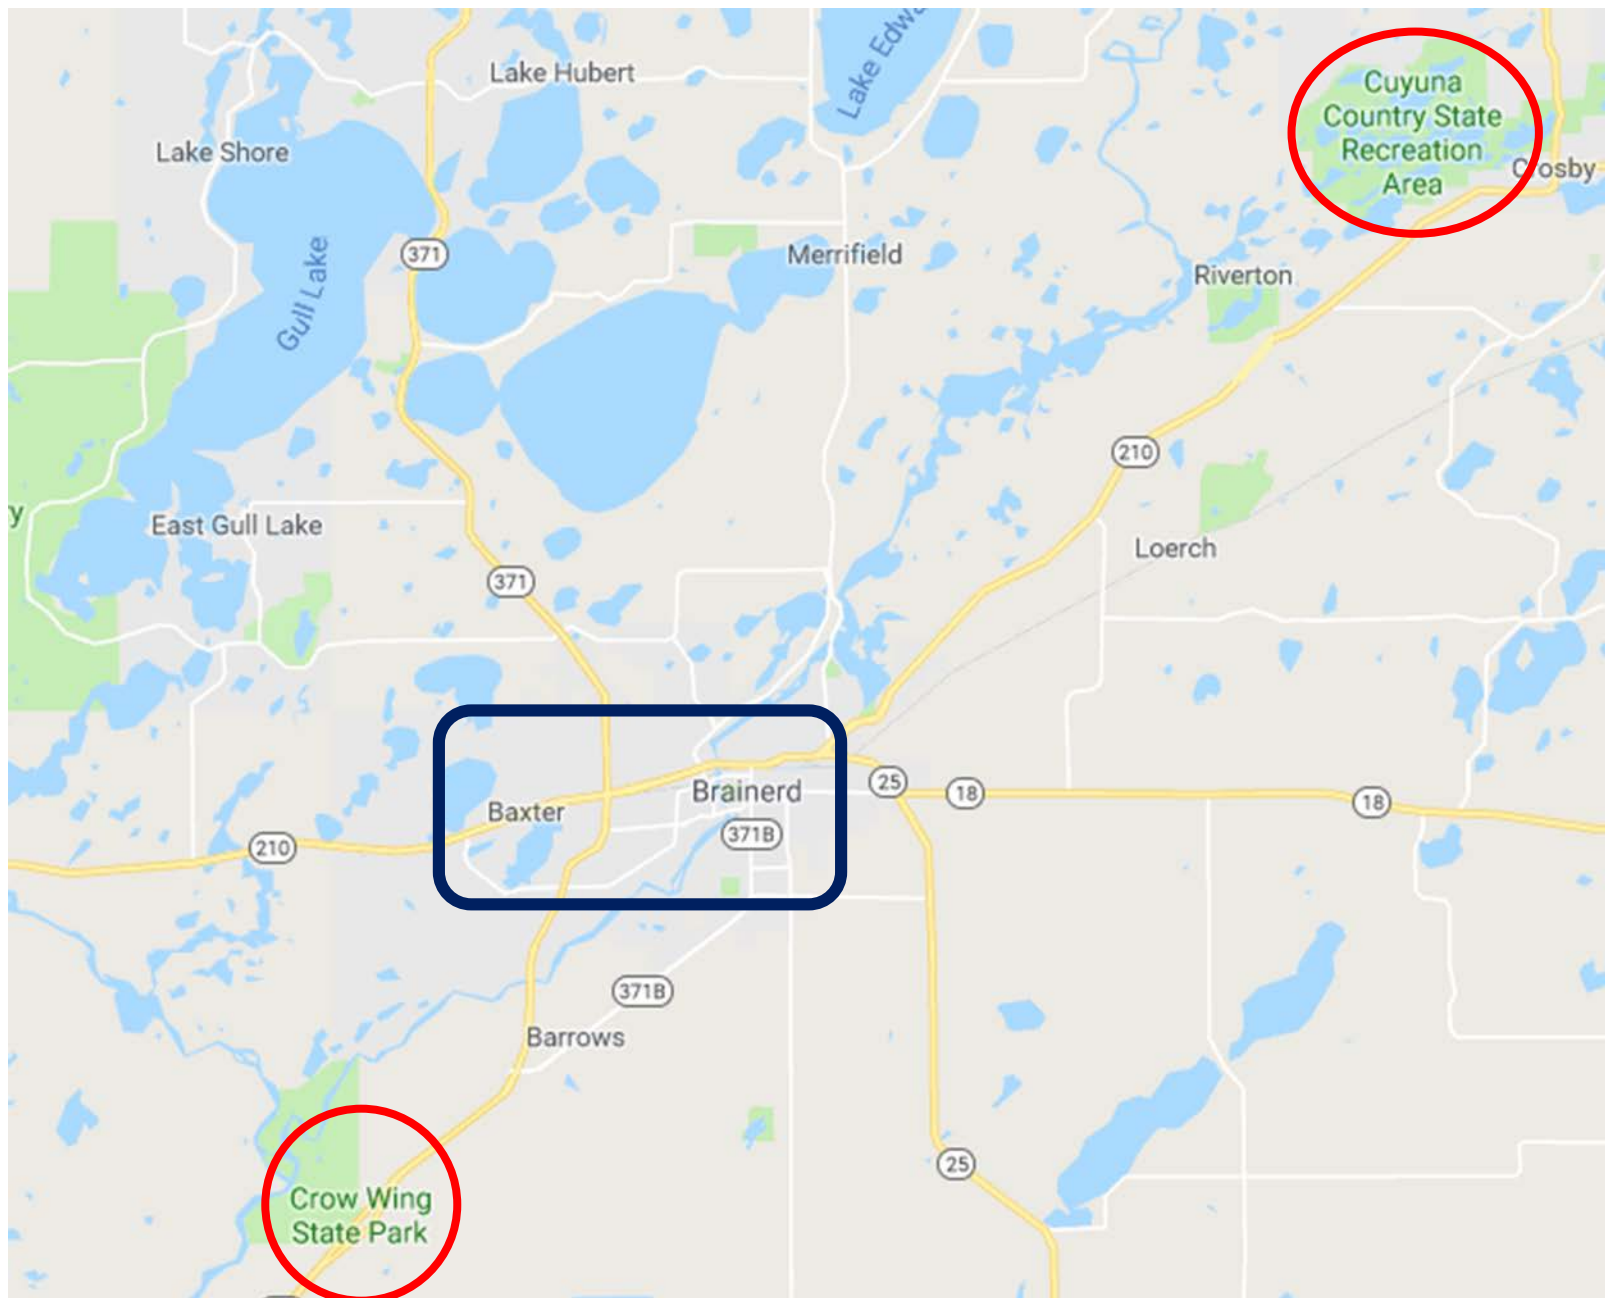 Lake Edwa
Lake Hubert
Cuyuna
Country State
Recreation
Area
Lake Shore
Crosby
371
Gull Lake
Merrifield
Riverton
210
y
East Gull Lake
Loerch
371
25
18
18
Brainerd
Baxter
371B
210
371B
Barrows
25
Crow Wing
State Park